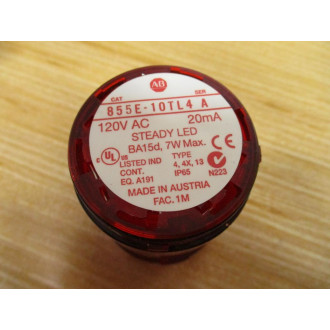 AB
CAT SER
855E-10TL4 A
120V AC 20mA
STEADY LED
BA15d, 7W Max.
C UL US CE
LISTED IND TYPE
CONT. 4, 4X, 13
EQ. A191 IP65 N223
MADE IN AUSTRIA
FAC. 1M